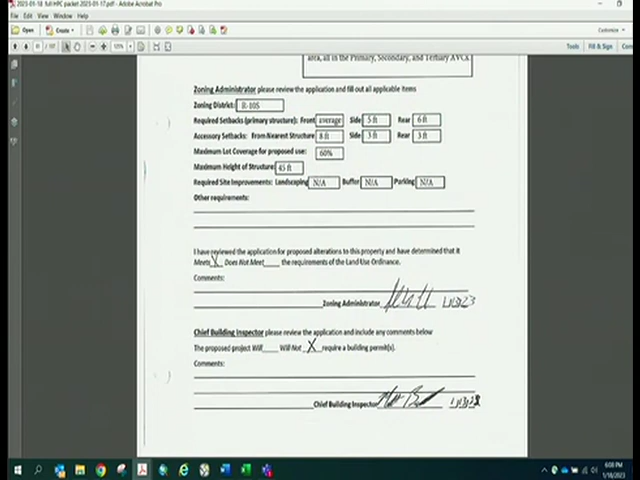 2023-01-18 full HPC packet 2023-01-17.pdf - Adobe Acrobat Pro
File Edit View Window Help
Open Create Customize
Tools Fill & Sign
area, all in the Primary, Secondary, and Tertiary AVCA
Zoning Administrator please review the application and fill out all applicable items
Zoning District: R-10S
Required Setbacks (primary structure): Front average Side 5 ft Rear 6 ft
Accessory Setbacks: From Nearest Structure 8 ft Side 3 ft Rear 3 ft
Maximum Lot Coverage for proposed use: 60%
Maximum Height of Structure: 45 ft
Required Site Improvements: Landscaping N/A Buffer N/A Parking N/A
Other requirements:
I have reviewed the application for proposed alterations to this property and have determined that it
Meets X Does Not Meet____ the requirements of the Land Use Ordinance.
Comments:
Zoning Administrator
Chief Building Inspector please review the application and include any comments below
The proposed project Will____ Will Not X require a building permit(s).
Comments:
Chief Building Inspector
6:08 PM
1/18/2023